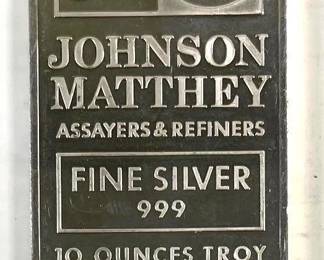 JOHNSON
MATTHEY
ASSAYERS & REFINERS
FINE SILVER
999
10 OUNCES TROY